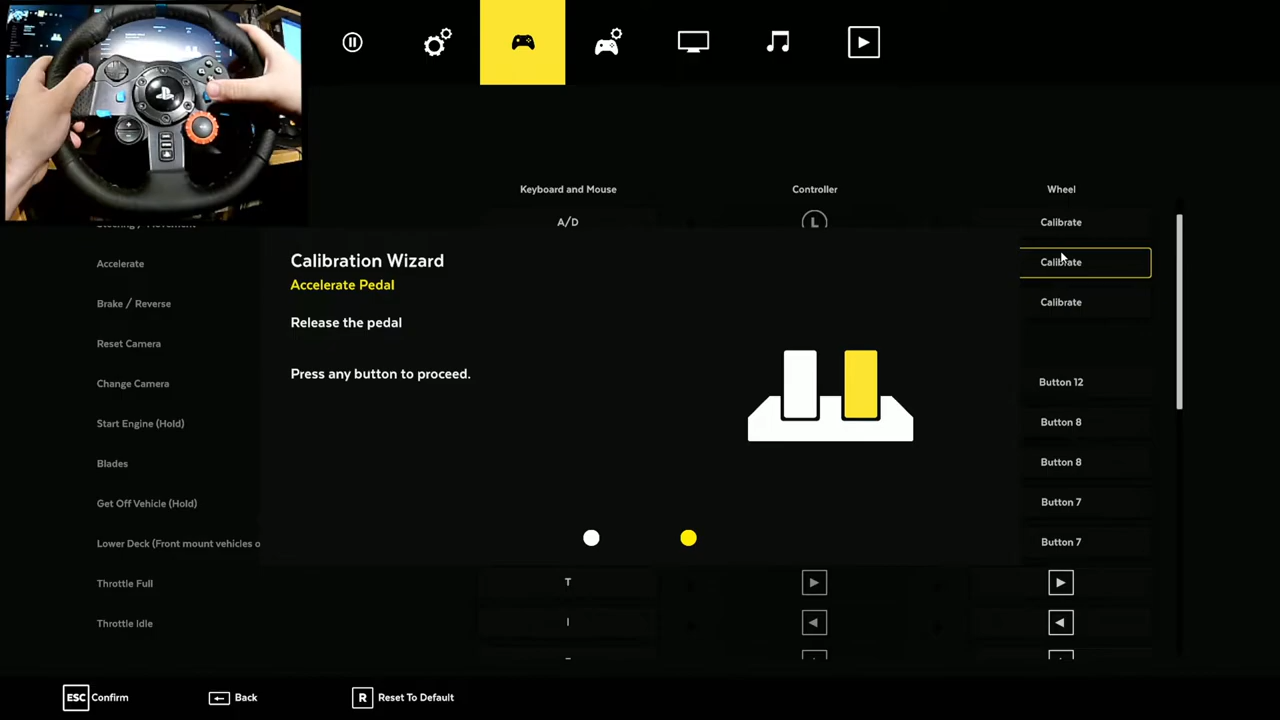 Keyboard and Mouse Controller Wheel
Steering / Movement A/D L Calibrate
Accelerate Calibrate
Brake / Reverse Calibrate
Reset Camera
Change Camera Button 12
Start Engine (Hold) Button 8
Blades Button 8
Get Off Vehicle (Hold) Button 7
Lower Deck (Front mount vehicles o Button 7
Throttle Full T
Throttle Idle I
Calibration Wizard
Accelerate Pedal
Release the pedal
Press any button to proceed.
ESC Confirm Back R Reset To Default